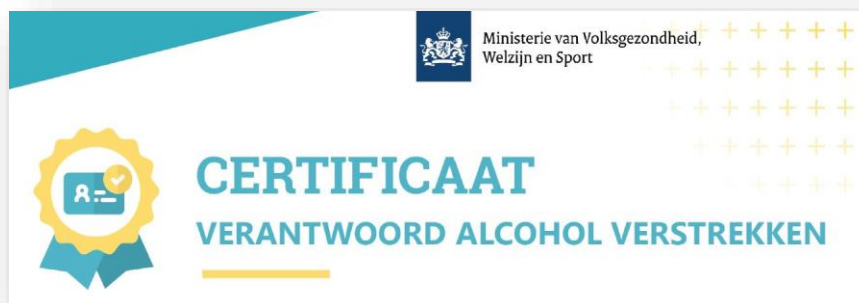 Ministerie van Volksgezondheid,
Welzijn en Sport
CERTIFICAAT
VERANTWOORD ALCOHOL VERSTREKKEN